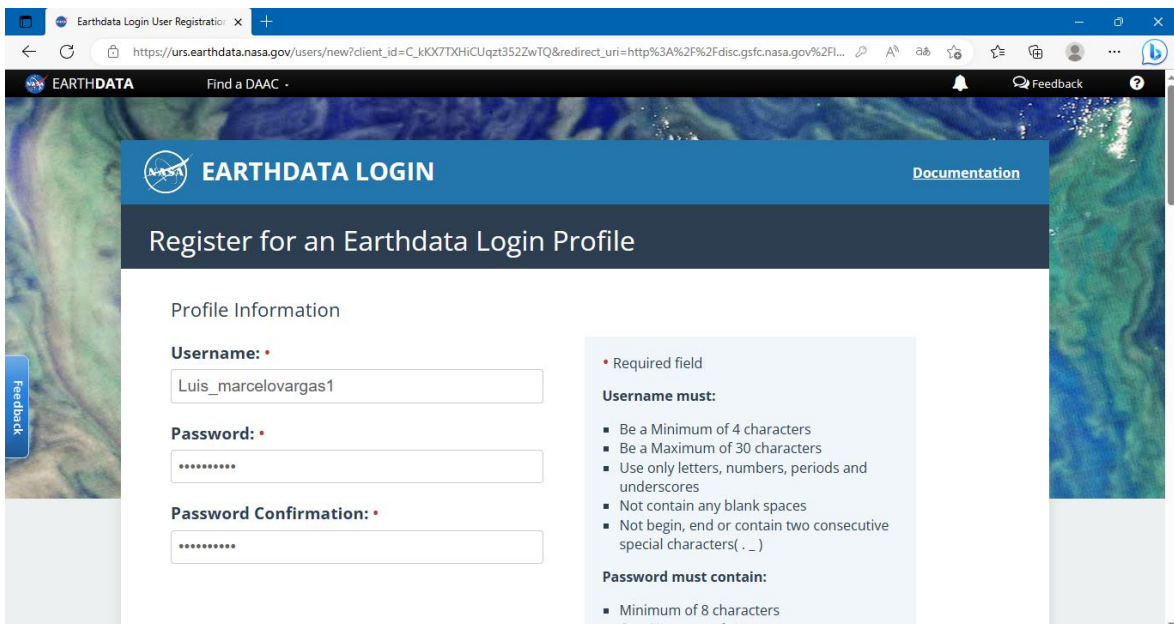 Earthdata Login User Registration
https://urs.earthdata.nasa.gov/users/new?client_id=C_kKX7TXHiCUqzt352ZwTQ&redirect_uri=http%3A%2F%2Fdisc.gsfc.nasa.gov%2Fl...
EARTHDATA
Find a DAAC
Feedback
?
NASA
EARTHDATA LOGIN
Documentation
Register for an Earthdata Login Profile
Profile Information
Username: •
Luis_marcelovargas1
Password: •
••••••••••
Password Confirmation: •
••••••••••
Feedback
• Required field
Username must:
▪ Be a Minimum of 4 characters
▪ Be a Maximum of 30 characters
▪ Use only letters, numbers, periods and
underscores
▪ Not contain any blank spaces
▪ Not begin, end or contain two consecutive
special characters( . _ )
Password must contain:
▪ Minimum of 8 characters